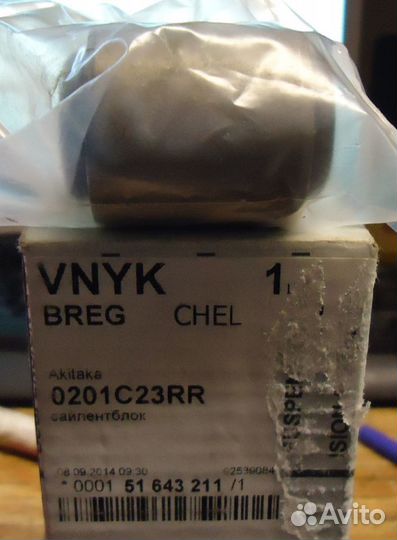 VNYK 1
BREG CHEL
Akitaka
0201C23RR
сайлентблок
08.09.2014 09:30
* 0001 51 643 211 /1
Avito